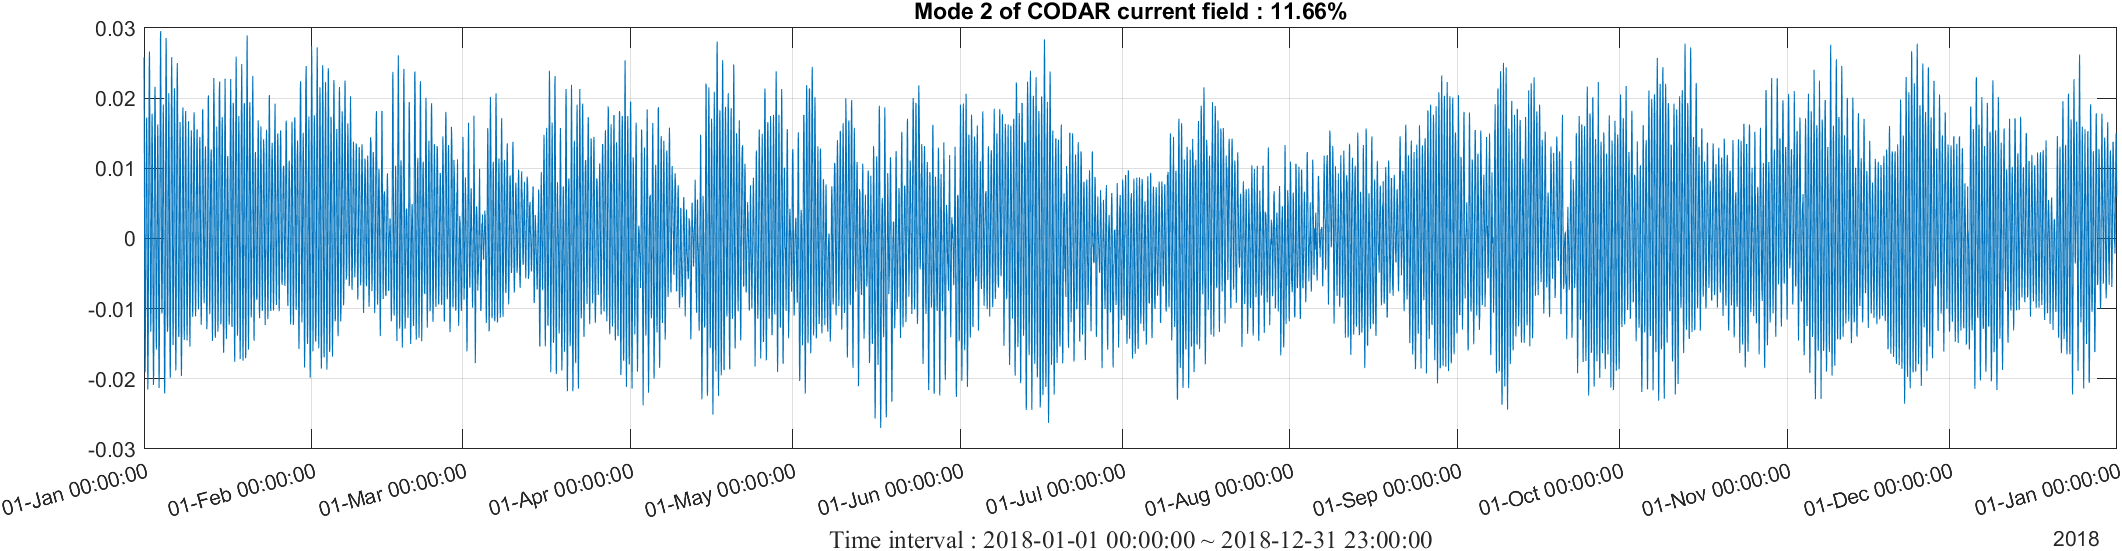 Mode 2 of CODAR current field : 11.66%
0.03
0.02
0.01
0
-0.01
-0.02
-0.03
01-Jan 00:00:00
01-Feb 00:00:00
01-Mar 00:00:00
01-Apr 00:00:00
01-May 00:00:00
01-Jun 00:00:00
01-Jul 00:00:00
01-Aug 00:00:00
01-Sep 00:00:00
01-Oct 00:00:00
01-Nov 00:00:00
01-Dec 00:00:00
01-Jan 00:00:00
Time interval : 2018-01-01 00:00:00 ~ 2018-12-31 23:00:00
2018